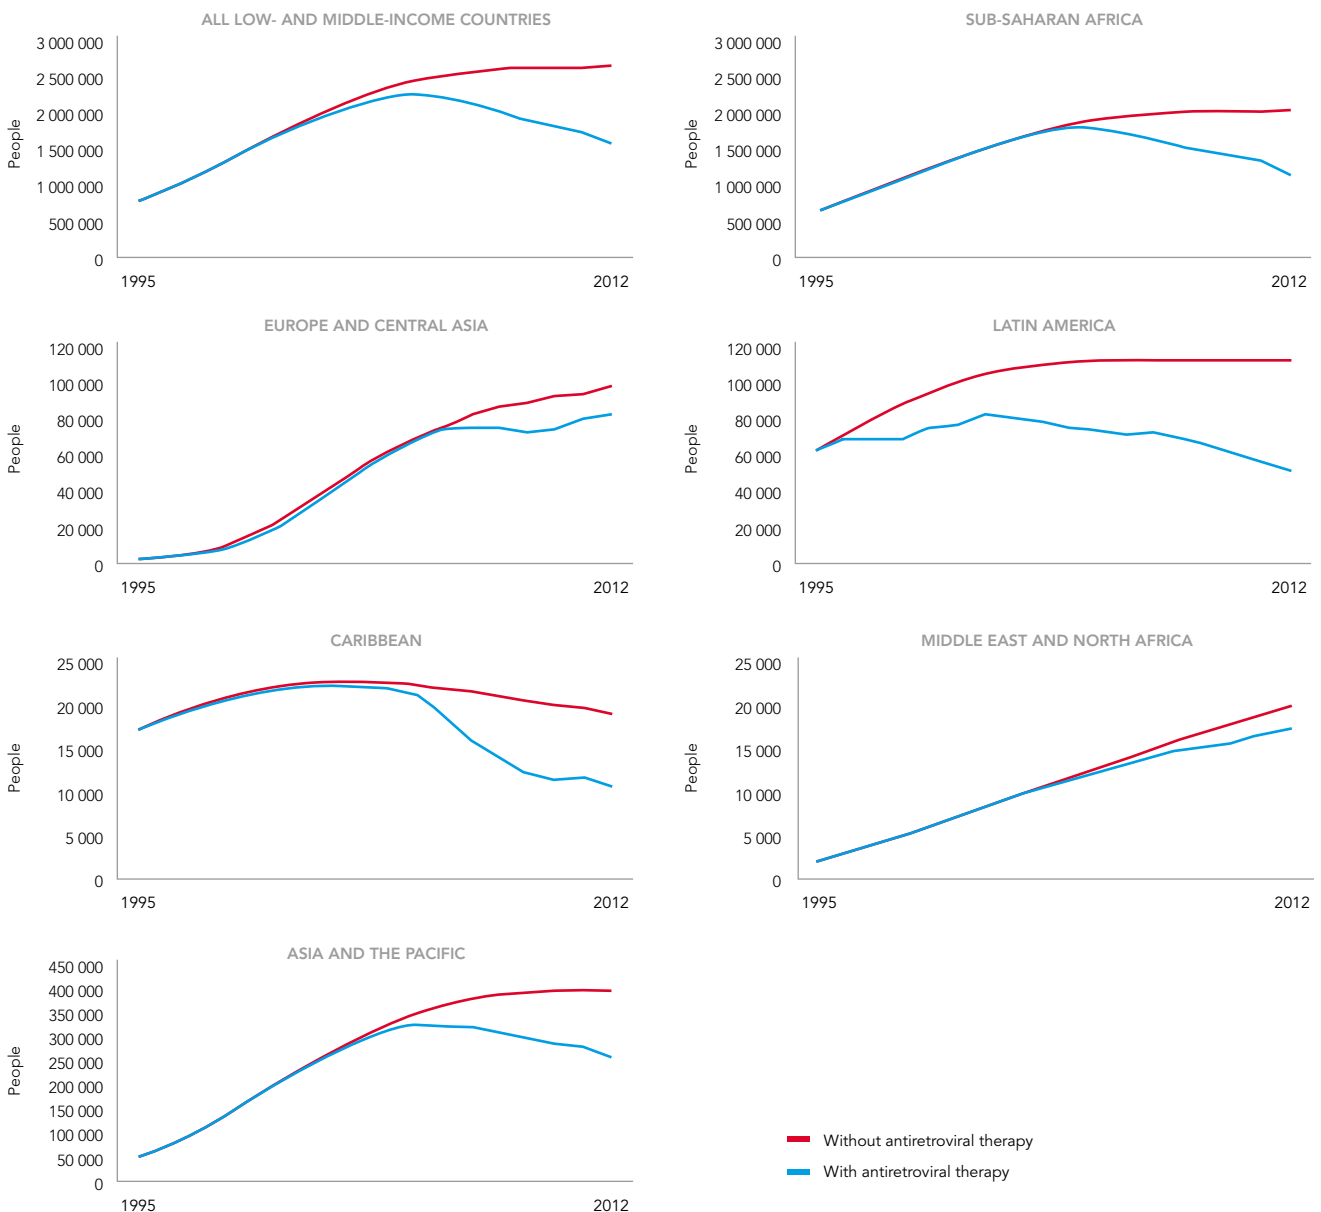 ALL LOW- AND MIDDLE-INCOME COUNTRIES
3 000 000
2 500 000
2 000 000
1 500 000
1 000 000
500 000
0
People
1995
2012
SUB-SAHARAN AFRICA
3 000 000
2 500 000
2 000 000
1 500 000
1 000 000
500 000
0
People
1995
2012
EUROPE AND CENTRAL ASIA
120 000
100 000
80 000
60 000
40 000
20 000
0
People
1995
2012
LATIN AMERICA
120 000
100 000
80 000
60 000
40 000
20 000
0
People
1995
2012
CARIBBEAN
25 000
20 000
15 000
10 000
5 000
0
People
1995
2012
MIDDLE EAST AND NORTH AFRICA
25 000
20 000
15 000
10 000
5 000
0
People
1995
2012
ASIA AND THE PACIFIC
450 000
400 000
350 000
300 000
250 000
200 000
150 000
100 000
50 000
0
People
1995
2012
Without antiretroviral therapy
With antiretroviral therapy